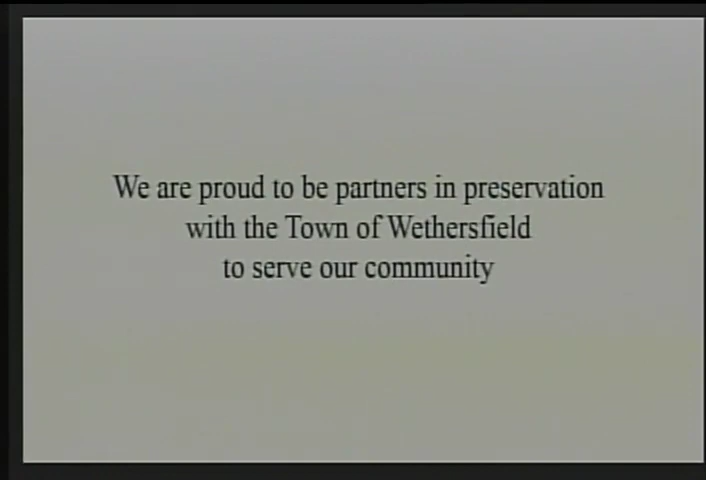 We are proud to be partners in preservation
with the Town of Wethersfield
to serve our community